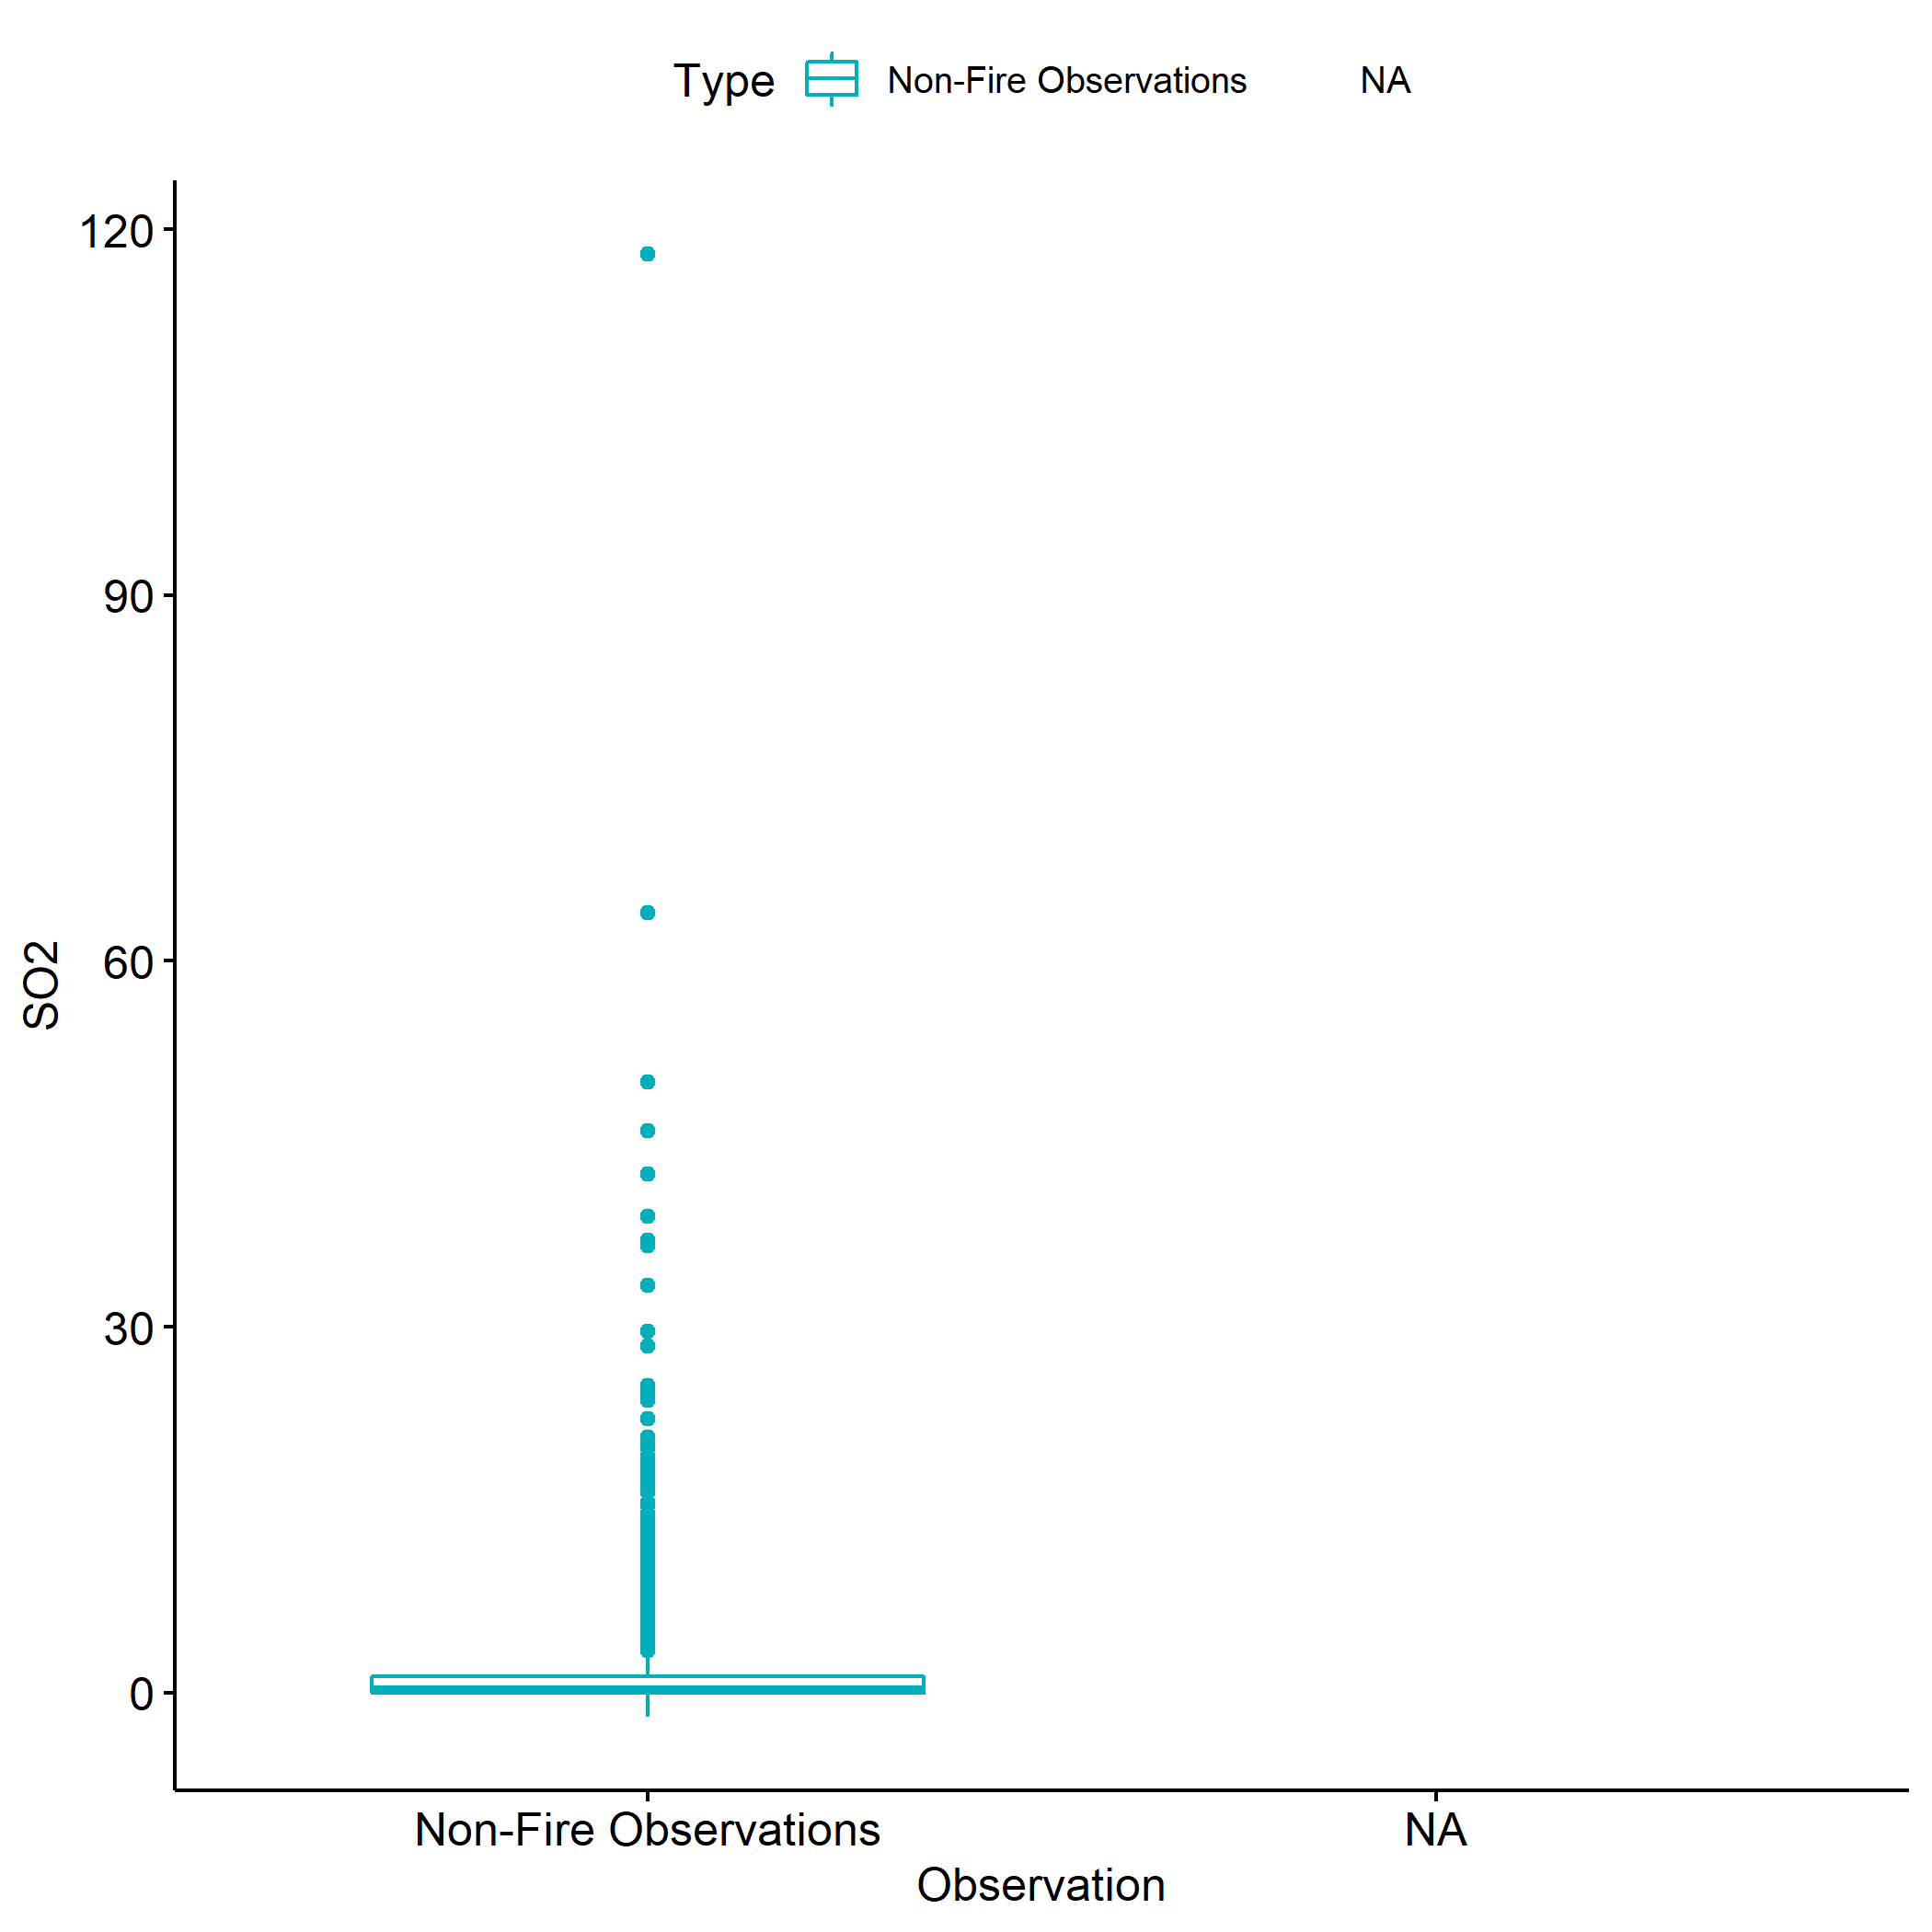 Type Non-Fire Observations NA
120
90
60
30
0
SO2
Non-Fire Observations NA
Observation